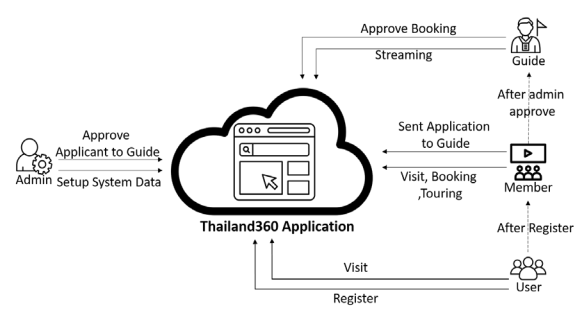 Approve Booking
Streaming
Guide
After admin
approve
Approve
Applicant to Guide
Admin
Setup System Data
Sent Application
to Guide
Visit, Booking
,Touring
Member
Thailand360 Application
After Register
Visit
User
Register